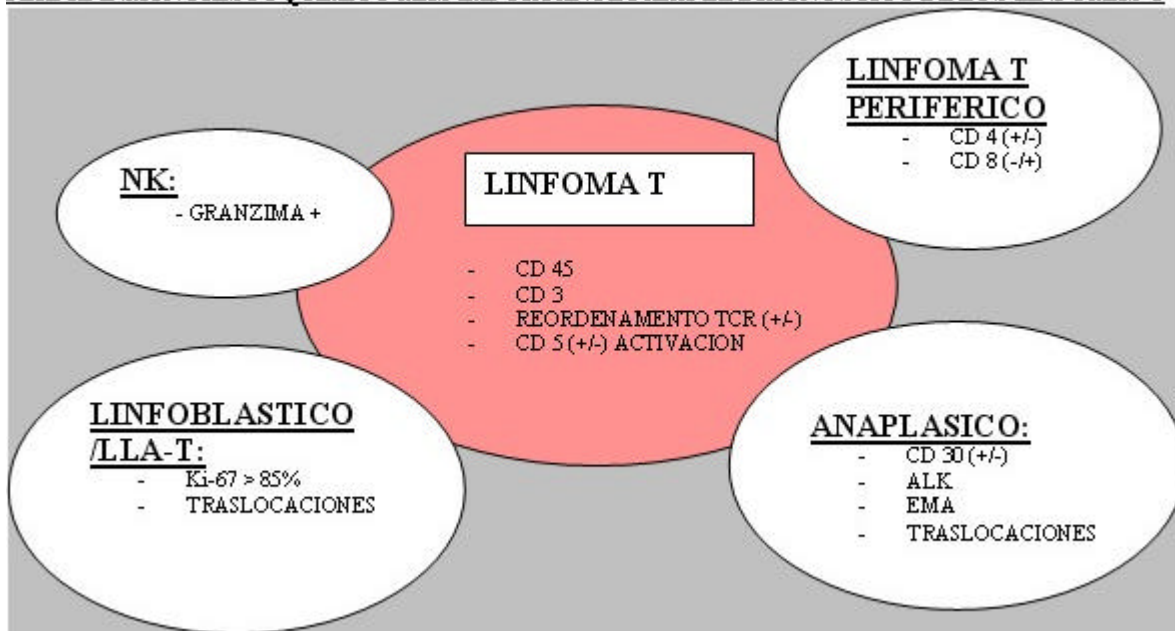 LINFOMA T
PERIFERICO
- CD 4 (+/-)
- CD 8 (-/+)
NK:
- GRANZIMA +
LINFOMA T
- CD 45
- CD 3
- REORDENAMENTO TCR (+/-)
- CD 5 (+/-) ACTIVACION
LINFOBLASTICO
/LLA-T:
- Ki-67 > 85%
- TRASLOCACIONES
ANAPLASICO:
- CD 30 (+/-)
- ALK
- EMA
- TRASLOCACIONES